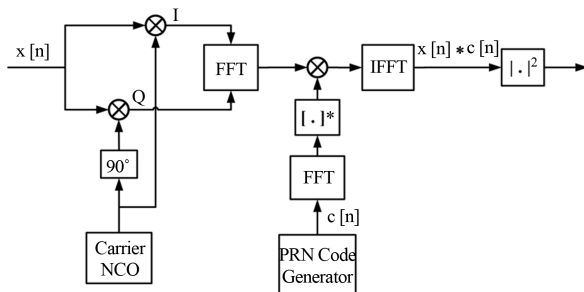 I
x [n]
FFT
IFFT
x [n] * c [n]
| . |²
Q
[ . ]*
90°
FFT
c [n]
Carrier
NCO
PRN Code
Generator